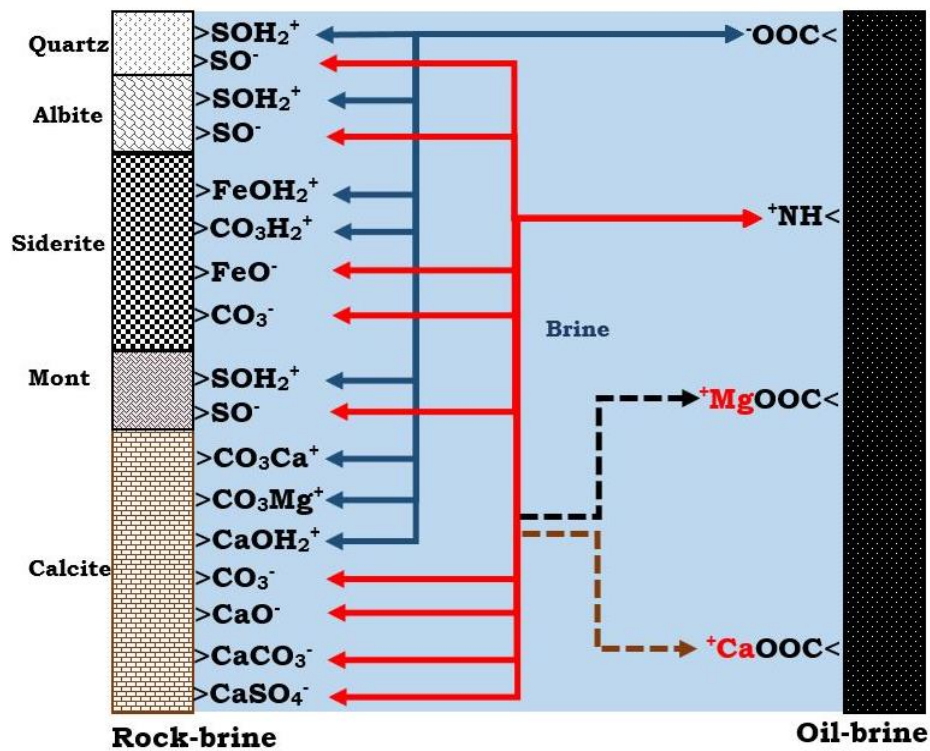 Quartz
>SOH₂⁺
⁻OOC<
>SO⁻
Albite
>SOH₂⁺
>SO⁻
Siderite
>FeOH₂⁺
>CO₃H₂⁺
⁺NH<
>FeO⁻
>CO₃⁻
Brine
Mont
>SOH₂⁺
>SO⁻
⁺MgOOC<
Calcite
>CO₃Ca⁺
>CO₃Mg⁺
>CaOH₂⁺
>CO₃⁻
>CaO⁻
>CaCO₃⁻
⁺CaOOC<
>CaSO₄⁻
Rock-brine
Oil-brine